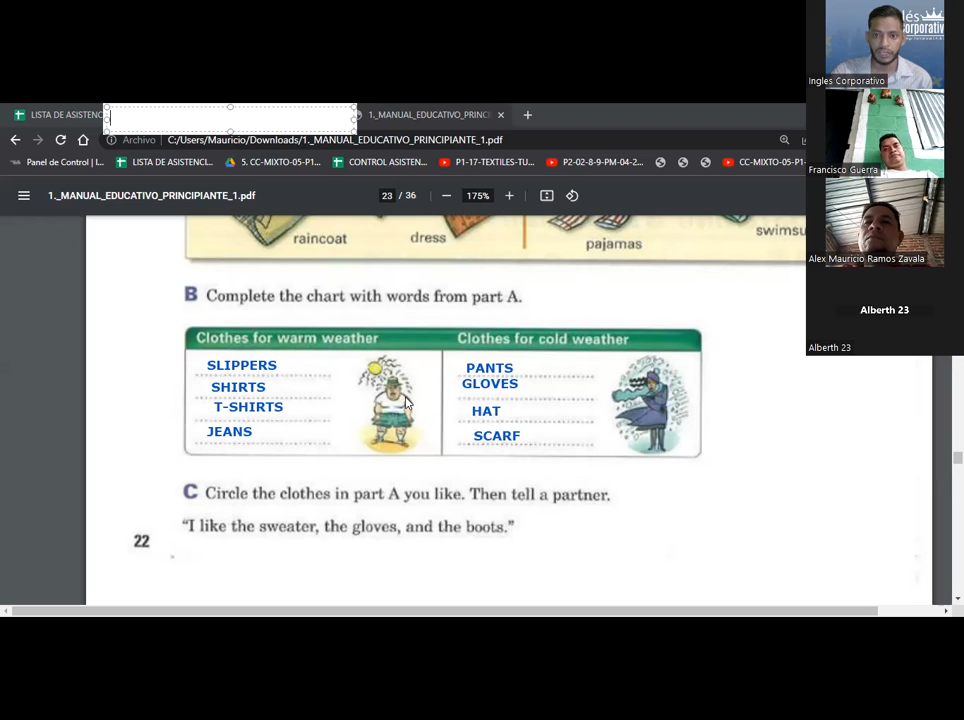 LISTA DE ASISTENC
1._MANUAL_EDUCATIVO_PRINCI
Archivo
C:/Users/Mauricio/Downloads/1._MANUAL_EDUCATIVO_PRINCIPIANTE_1.pdf
Panel de Control | I...
LISTA DE ASISTENCI...
5. CC-MIXTO-05-P1...
CONTROL ASISTEN...
P1-17-TEXTILES-TU...
P2-02-8-9-PM-04-2...
CC-MIXTO-05-P1-
1._MANUAL_EDUCATIVO_PRINCIPIANTE_1.pdf
23 / 36
175%
raincoat
dress
pajamas
swimsu
B Complete the chart with words from part A.
Clothes for warm weather
Clothes for cold weather
SLIPPERS
SHIRTS
T-SHIRTS
JEANS
PANTS
GLOVES
HAT
SCARF
C Circle the clothes in part A you like. Then tell a partner.
“I like the sweater, the gloves, and the boots.”
22
lés
corporativ
Ingles Corporativo
Francisco Guerra
Alex Mauricio Ramos Zavala
Alberth 23
Alberth 23